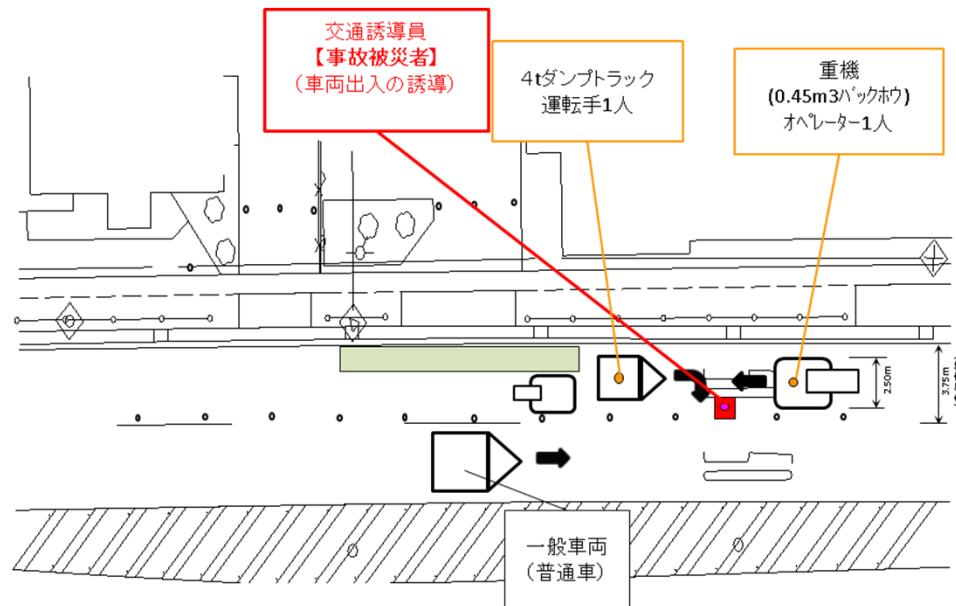 交通誘導員
【事故被災者】
(車両出入の誘導)
4tダンプトラック
運転手1人
重機
(0.45m3バックホウ)
オペレーター1人
2.50m
3.75m
一般車両
(普通車)